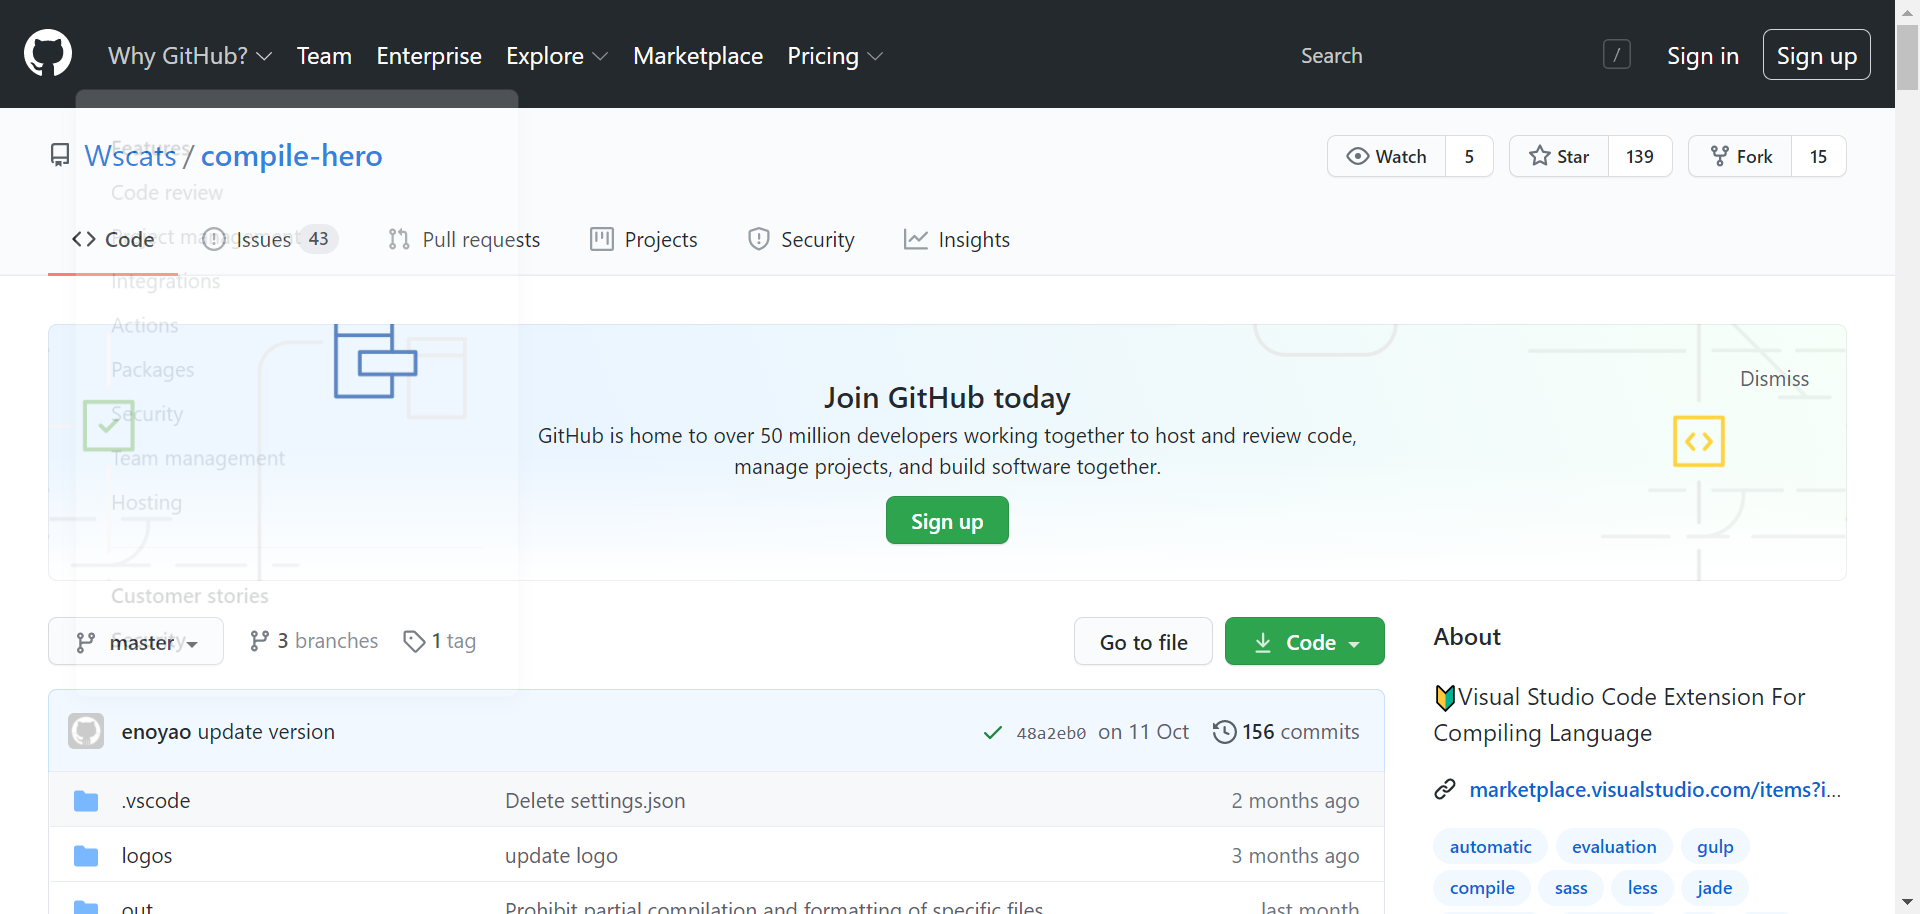 Why GitHub? Team Enterprise Explore Marketplace Pricing Search / Sign in Sign up
Features
Wscats / compile-hero Watch 5 Star 139 Fork 15
Code review
Project management
Code Issues 43 Pull requests Projects Security Insights
Integrations
Actions
Packages
Security
Team management
Hosting
Customer stories
Security
Join GitHub today
Dismiss
GitHub is home to over 50 million developers working together to host and review code,
manage projects, and build software together.
Sign up
master 3 branches 1 tag Go to file Code
enoyao update version 48a2eb0 on 11 Oct 156 commits
.vscode Delete settings.json 2 months ago
logos update logo 3 months ago
out Prohibit partial compilation and formatting of specific files last month
About
🔰Visual Studio Code Extension For
Compiling Language
marketplace.visualstudio.com/items?i...
automatic evaluation gulp
compile sass less jade